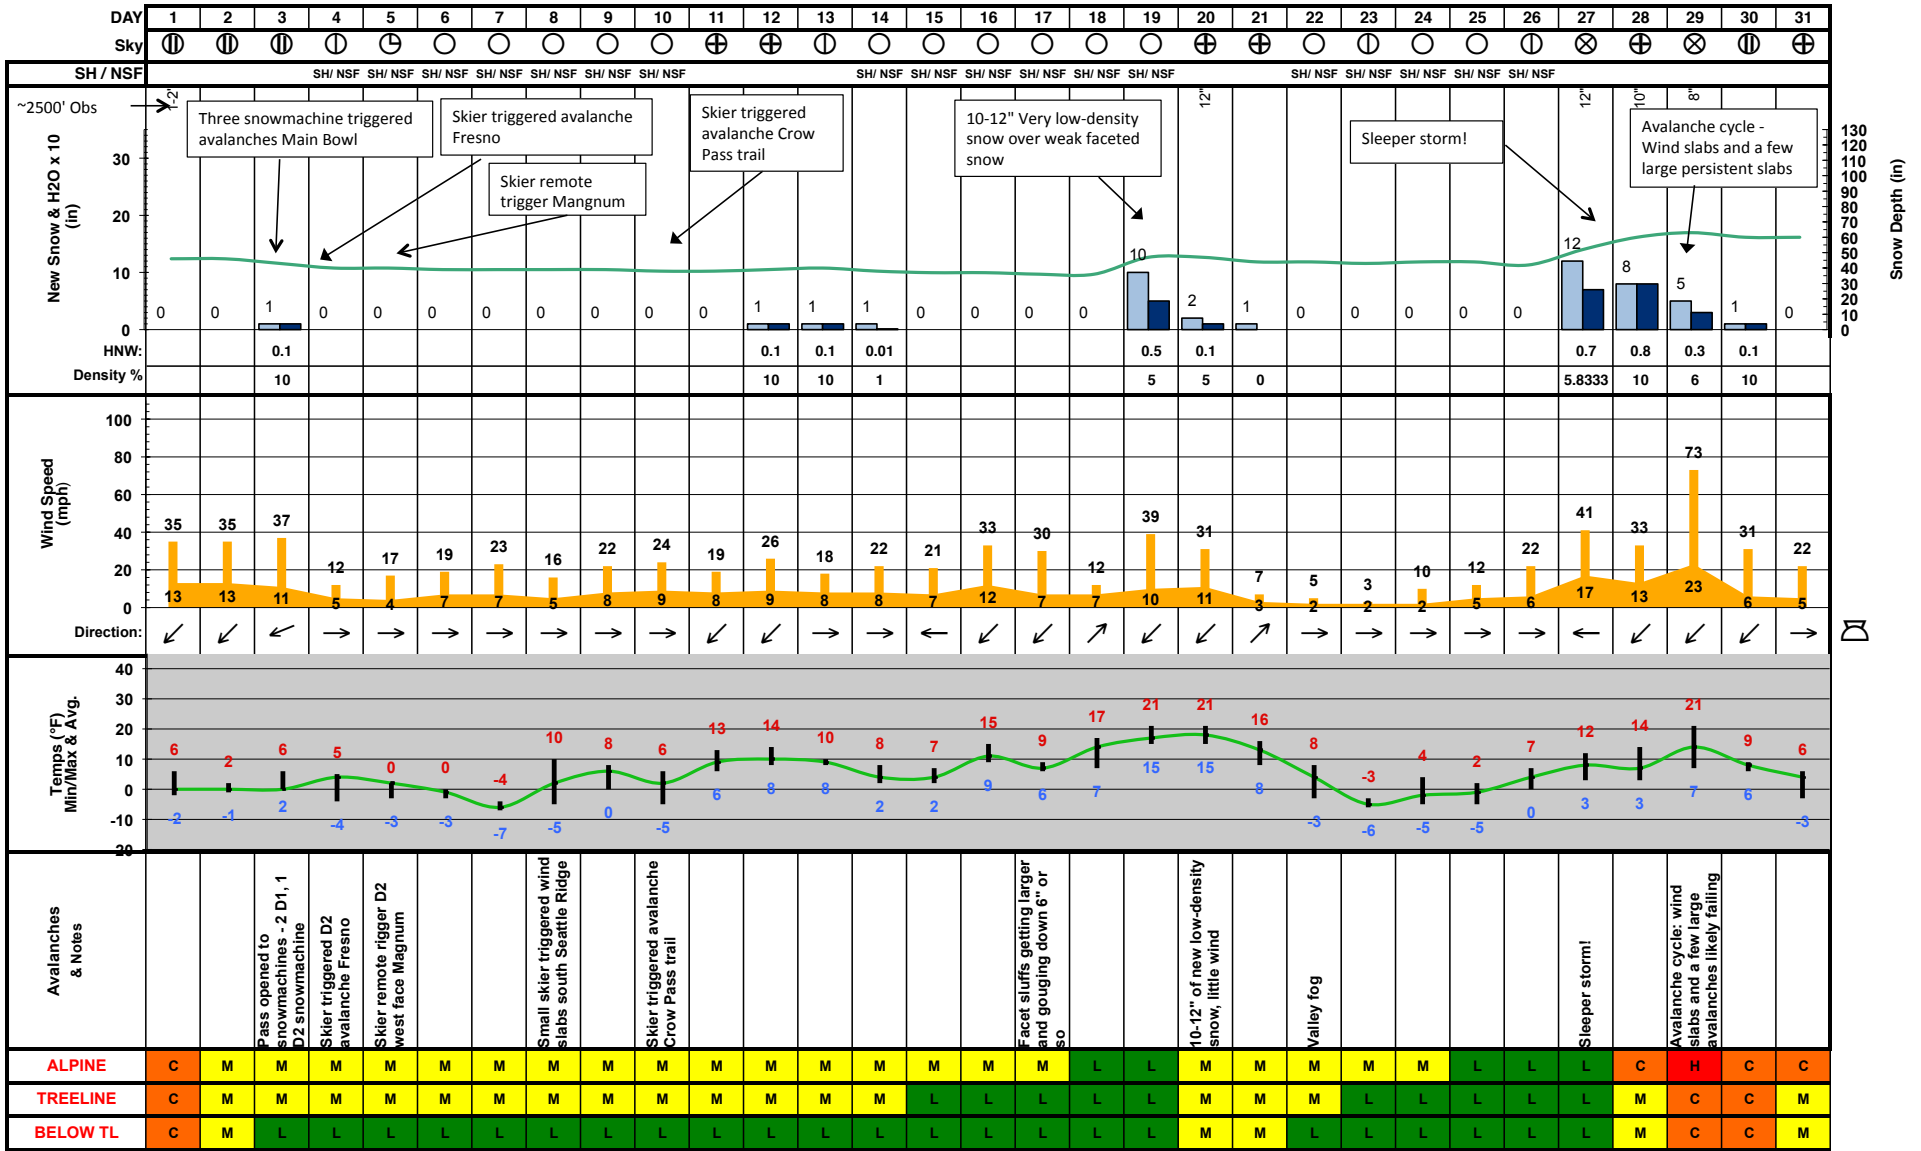 DAY 1 2 3 4 5 6 7 8 9 10 11 12 13 14 15 16 17 18 19 20 21 22 23 24 25 26 27 28 29 30 31
Sky
SH / NSF SH/ NSF SH/ NSF SH/ NSF SH/ NSF SH/ NSF SH/ NSF SH/ NSF SH/ NSF SH/ NSF SH/ NSF SH/ NSF SH/ NSF SH/ NSF SH/ NSF SH/ NSF SH/ NSF SH/ NSF SH/ NSF
~2500' Obs
1-2" 12" 12" 10" 8"
Three snowmachine triggered
avalanches Main Bowl
Skier triggered avalanche
Fresno
Skier remote
trigger Mangnum
Skier triggered
avalanche Crow
Pass trail
10-12" Very low-density
snow over weak faceted
snow
Sleeper storm!
Avalanche cycle -
Wind slabs and a few
large persistent slabs
New Snow & H2O x 10
(in)
30
20
10
0
Snow Depth (in)
130
120
110
100
90
80
70
60
50
40
30
20
10
0
0 0 1 0 0 0 0 0 0 0 0 1 1 1 0 0 0 0 10 2 1 0 0 0 0 0 12 8 5 1 0
HNW: 0.1 0.1 0.1 0.01 0.5 0.1 0.7 0.8 0.3 0.1
Density % 10 10 10 1 5 5 0 5.8333 10 6 10
Wind Speed
(mph)
100
80
60
40
20
0
35 35 37 12 17 19 23 16 22 24 19 26 18 22 21 33 30 12 39 31 7 5 3 10 12 22 41 33 73 31 22
13 13 11 5 4 7 7 5 8 9 8 9 8 8 7 12 7 7 10 11 3 2 2 2 5 6 17 13 23 6 5
Direction:
Temps (°F)
Min/Max & Avg.
40
30
20
10
0
-10
-20
6 2 6 5 0 0 -4 10 8 6 13 14 10 8 7 15 9 17 21 21 16 8 -3 4 2 7 12 14 21 9 6
-2 -1 2 -4 -3 -3 -7 -5 0 -5 6 8 8 2 2 9 6 7 15 15 8 -3 -6 -5 -5 0 3 3 7 6 -3
Avalanches
& Notes
Pass opened to
snowmachines - 2 D1, 1
D2 snowmachine
Skier triggered D2
avalanche Fresno
Skier remote rigger D2
west face Magnum
Small skier triggered wind
slabs south Seattle Ridge
Skier triggered avalanche
Crow Pass trail
Facet sluffs getting larger
and gouging down 6" or
so
10-12" of new low-density
snow, little wind
Valley fog
Sleeper storm!
Avalanche cycle: wind
slabs and a few large
avalanches likely failing
ALPINE C M M M M M M M M M M M M M M M M L L M M M M M L L L C H C C
TREELINE C M M M M M M M M M M M M M L L L L L M M M L L L L L M C C M
BELOW TL C M L L L L L L L L L L L L L L L L L M M L L L L L L M C C M